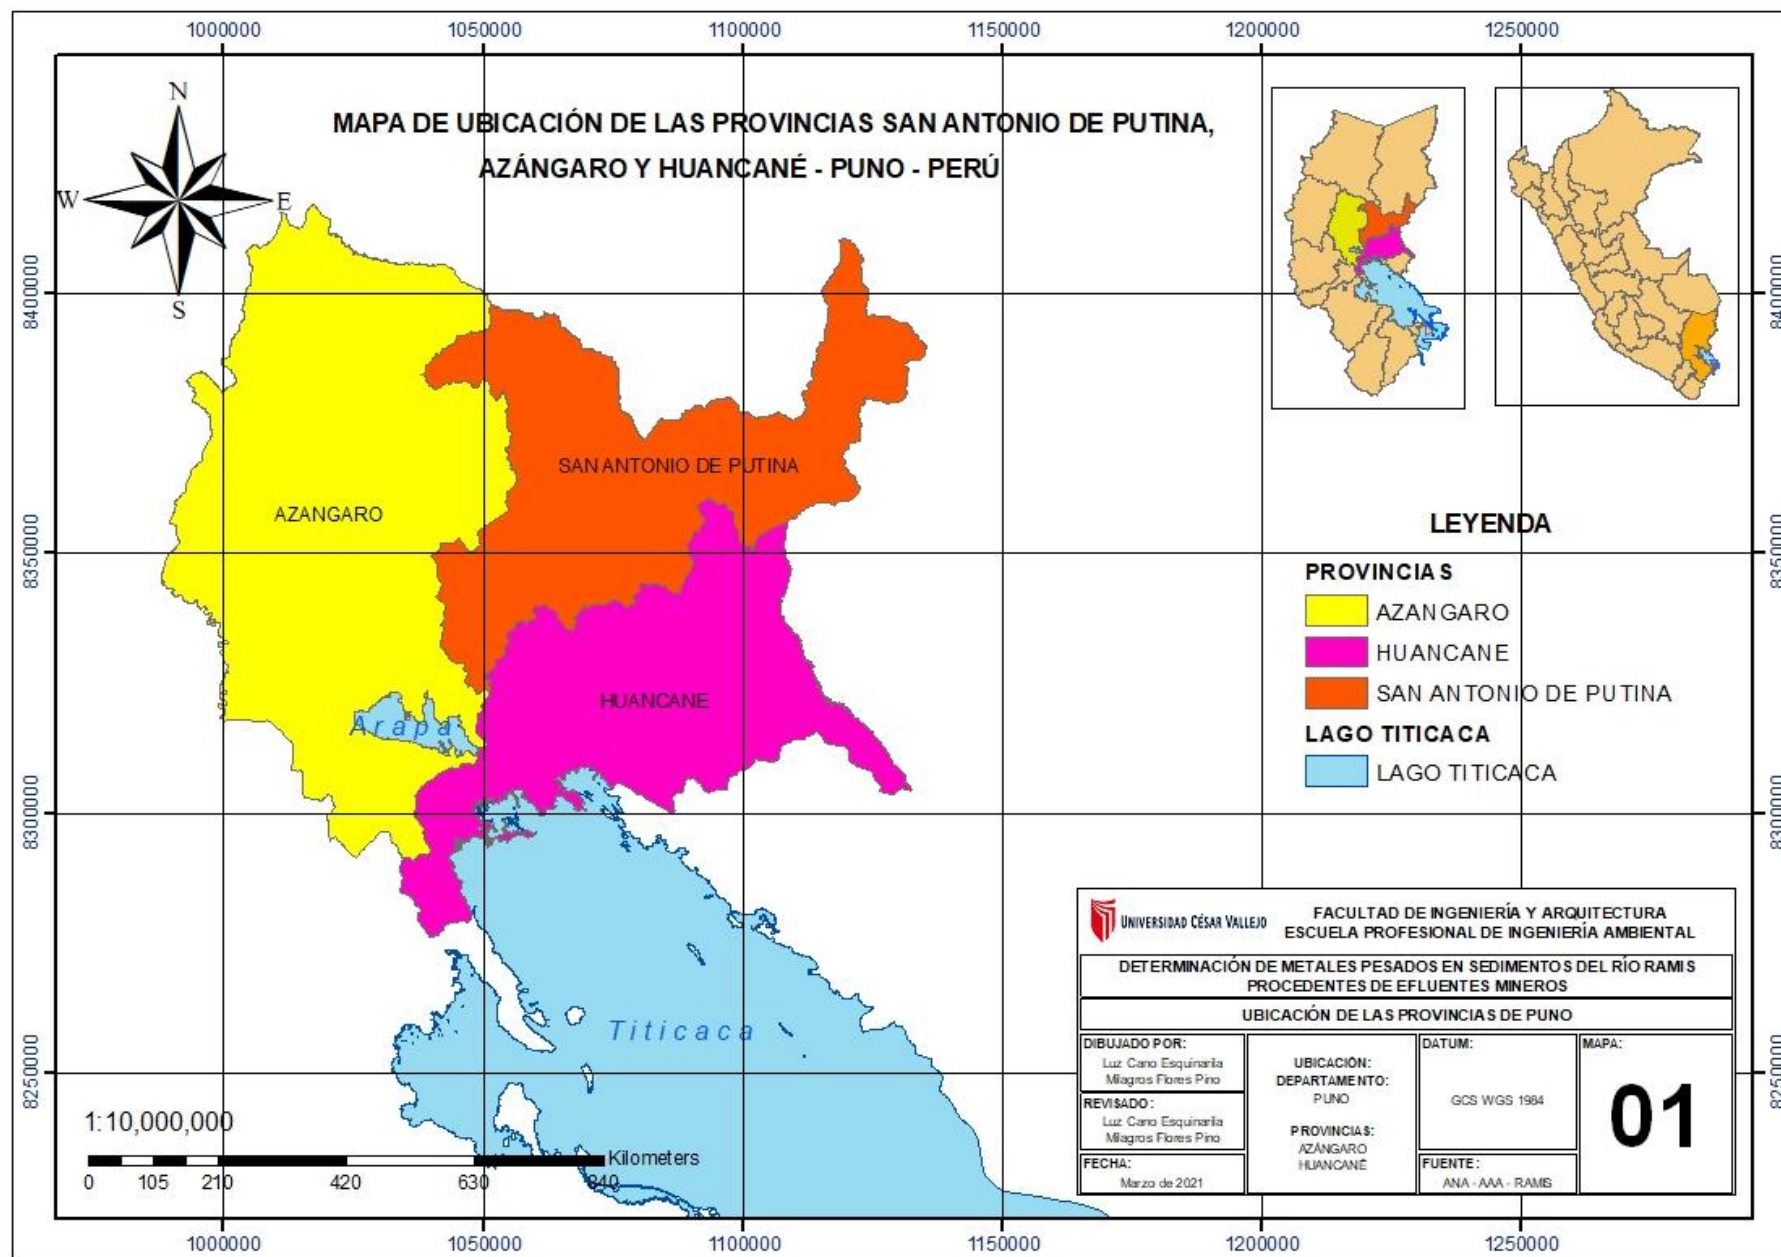 1000000 1050000 1100000 1150000 1200000 1250000
N
W E
S
MAPA DE UBICACIÓN DE LAS PROVINCIAS SAN ANTONIO DE PUTINA,
AZÁNGARO Y HUANCANÉ - PUNO - PERÚ
8400000 8400000
8350000 8350000
8300000 8300000
8250000 8250000
SAN ANTONIO DE PUTINA
AZANGARO
HUANCANE
Arapa
Titicaca
LEYENDA
PROVINCIAS
AZANGARO
HUANCANE
SAN ANTONIO DE PUTINA
LAGO TITICACA
LAGO TITICACA
1:10,000,000
Kilometers
0 105 210 420 630 840
UNIVERSIDAD CÉSAR VALLEJO
FACULTAD DE INGENIERÍA Y ARQUITECTURA
ESCUELA PROFESIONAL DE INGENIERÍA AMBIENTAL
DETERMINACIÓN DE METALES PESADOS EN SEDIMENTOS DEL RÍO RAMIS
PROCEDENTES DE EFLUENTES MINEROS
UBICACIÓN DE LAS PROVINCIAS DE PUNO
DIBUJADO POR:
Luz Cano Esquinarila
Milagros Flores Pino
REVISADO:
Luz Cano Esquinarila
Milagros Flores Pino
FECHA:
Marzo de 2021
UBICACIÓN:
DEPARTAMENTO:
PUNO
PROVINCIAS:
AZÁNGARO
HUANCANÉ
DATUM:
GCS WGS 1984
FUENTE:
ANA - AAA - RAMIS
MAPA:
01
1000000 1050000 1100000 1150000 1200000 1250000